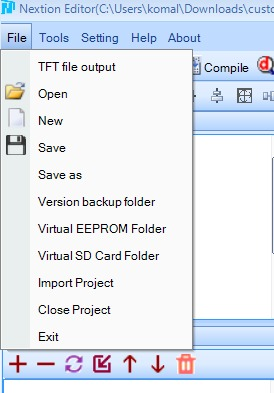 Nextion Editor(C:\Users\komal\Downloads\custo
File Tools Setting Help About
TFT file output
Compile
Open
New
Save
Save as
Version backup folder
Virtual EEPROM Folder
Virtual SD Card Folder
Import Project
Close Project
Exit